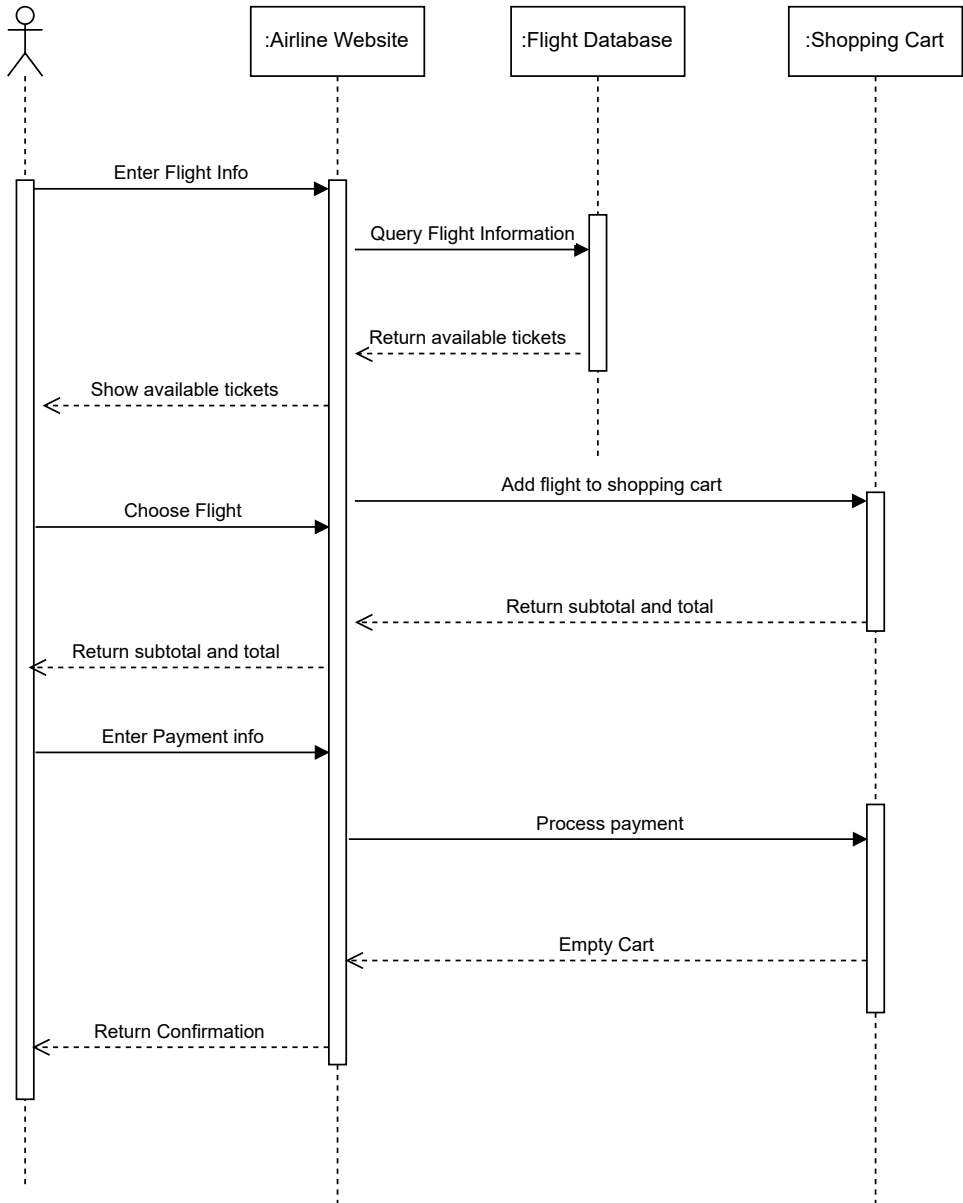 :Airline Website
:Flight Database
:Shopping Cart
Enter Flight Info
Query Flight Information
Return available tickets
Show available tickets
Add flight to shopping cart
Choose Flight
Return subtotal and total
Return subtotal and total
Enter Payment info
Process payment
Empty Cart
Return Confirmation